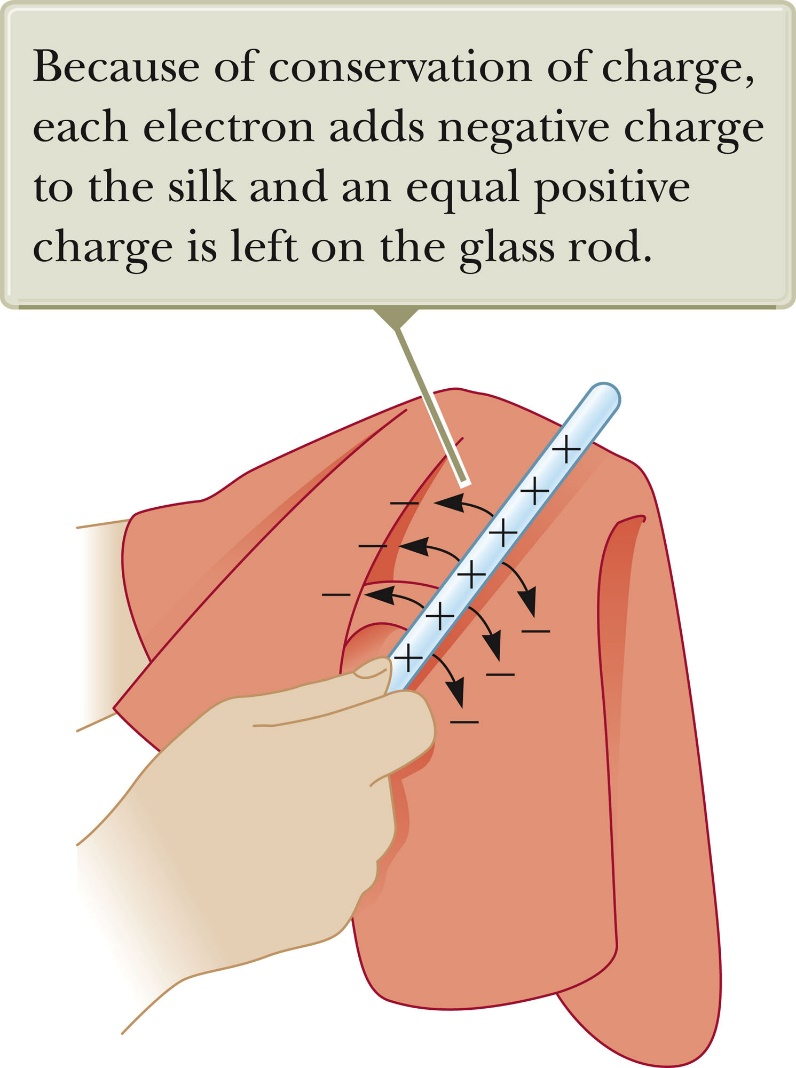 Because of conservation of charge,
each electron adds negative charge
to the silk and an equal positive
charge is left on the glass rod.
+
+
− +
− +
− + −
+ −
−